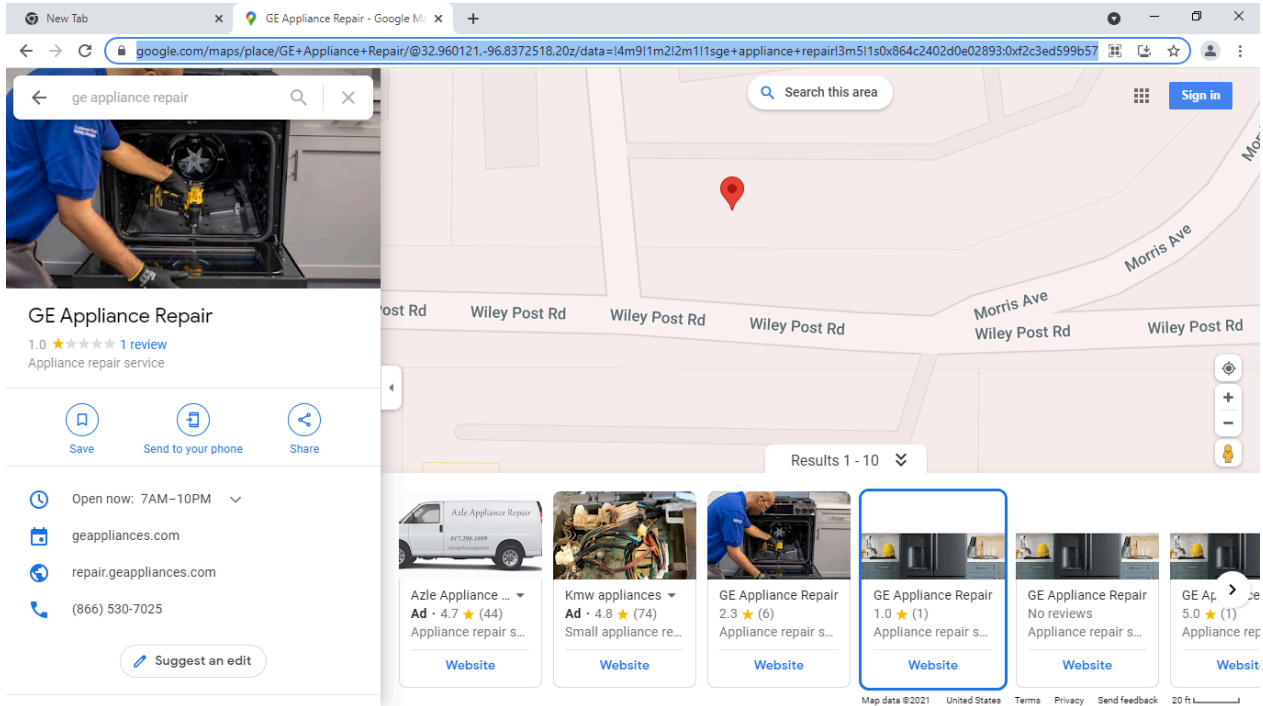 New Tab
GE Appliance Repair - Google Ma
google.com/maps/place/GE+Appliance+Repair/@32.960121,-96.8372518,20z/data=!4m9!1m2!2m1!1sge+appliance+repair!3m5!1s0x864c2402d0e02893:0xf2c3ed599b57
ge appliance repair
Search this area
Sign in
Mor
Morris Ave
Morris Ave
Post Rd
Wiley Post Rd
Wiley Post Rd
Wiley Post Rd
Wiley Post Rd
Wiley Post Rd
GE Appliance Repair
1.0 1 review
Appliance repair service
Save
Send to your phone
Share
Open now: 7AM–10PM
geappliances.com
repair.geappliances.com
(866) 530-7025
Suggest an edit
Results 1 - 10
Azle Appliance Repair
817-298-1699
Azle Appliance ...
Ad · 4.7 (44)
Appliance repair s...
Website
Kmw appliances
Ad · 4.8 (74)
Small appliance re...
Website
GE Appliance Repair
2.3 (6)
Appliance repair s...
Website
GE Appliance Repair
1.0 (1)
Appliance repair s...
Website
GE Appliance Repair
No reviews
Appliance repair s...
Website
GE Ap
5.0 (1)
Appliance rep
Websit
Map data ©2021 United States Terms Privacy Send feedback 20 ft